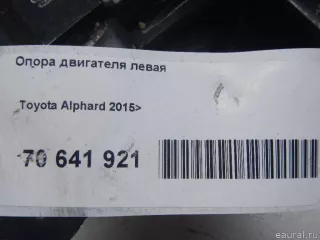 Опора двигателя левая
Toyota Alphard 2015>
70 641 921
© eaural.ru